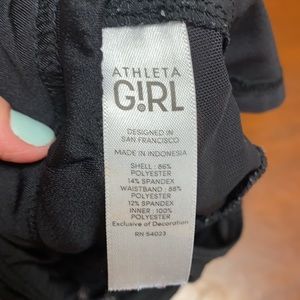 ATHLETA
GIRL
DESIGNED IN
SAN FRANCISCO
MADE IN INDONESIA
SHELL : 86%
POLYESTER
14% SPANDEX
WAISTBAND : 88%
POLYESTER
12% SPANDEX
INNER : 100%
POLYESTER
Exclusive of Decoration
RN 54023